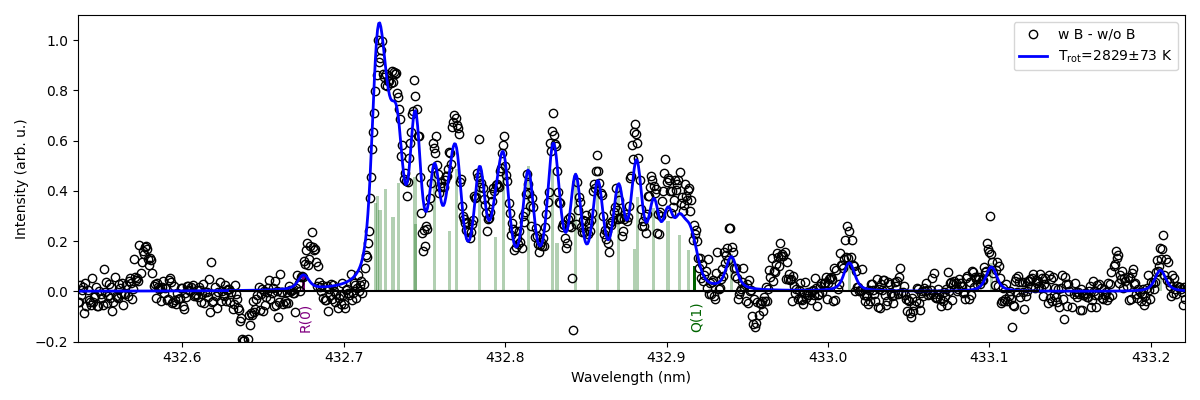 1.0
0.8
0.6
0.4
0.2
0.0
−0.2
Intensity (arb. u.)
w B - w/o B
T_rot=2829±73 K
R(0)
Q(1)
432.6 432.7 432.8 432.9 433.0 433.1 433.2
Wavelength (nm)